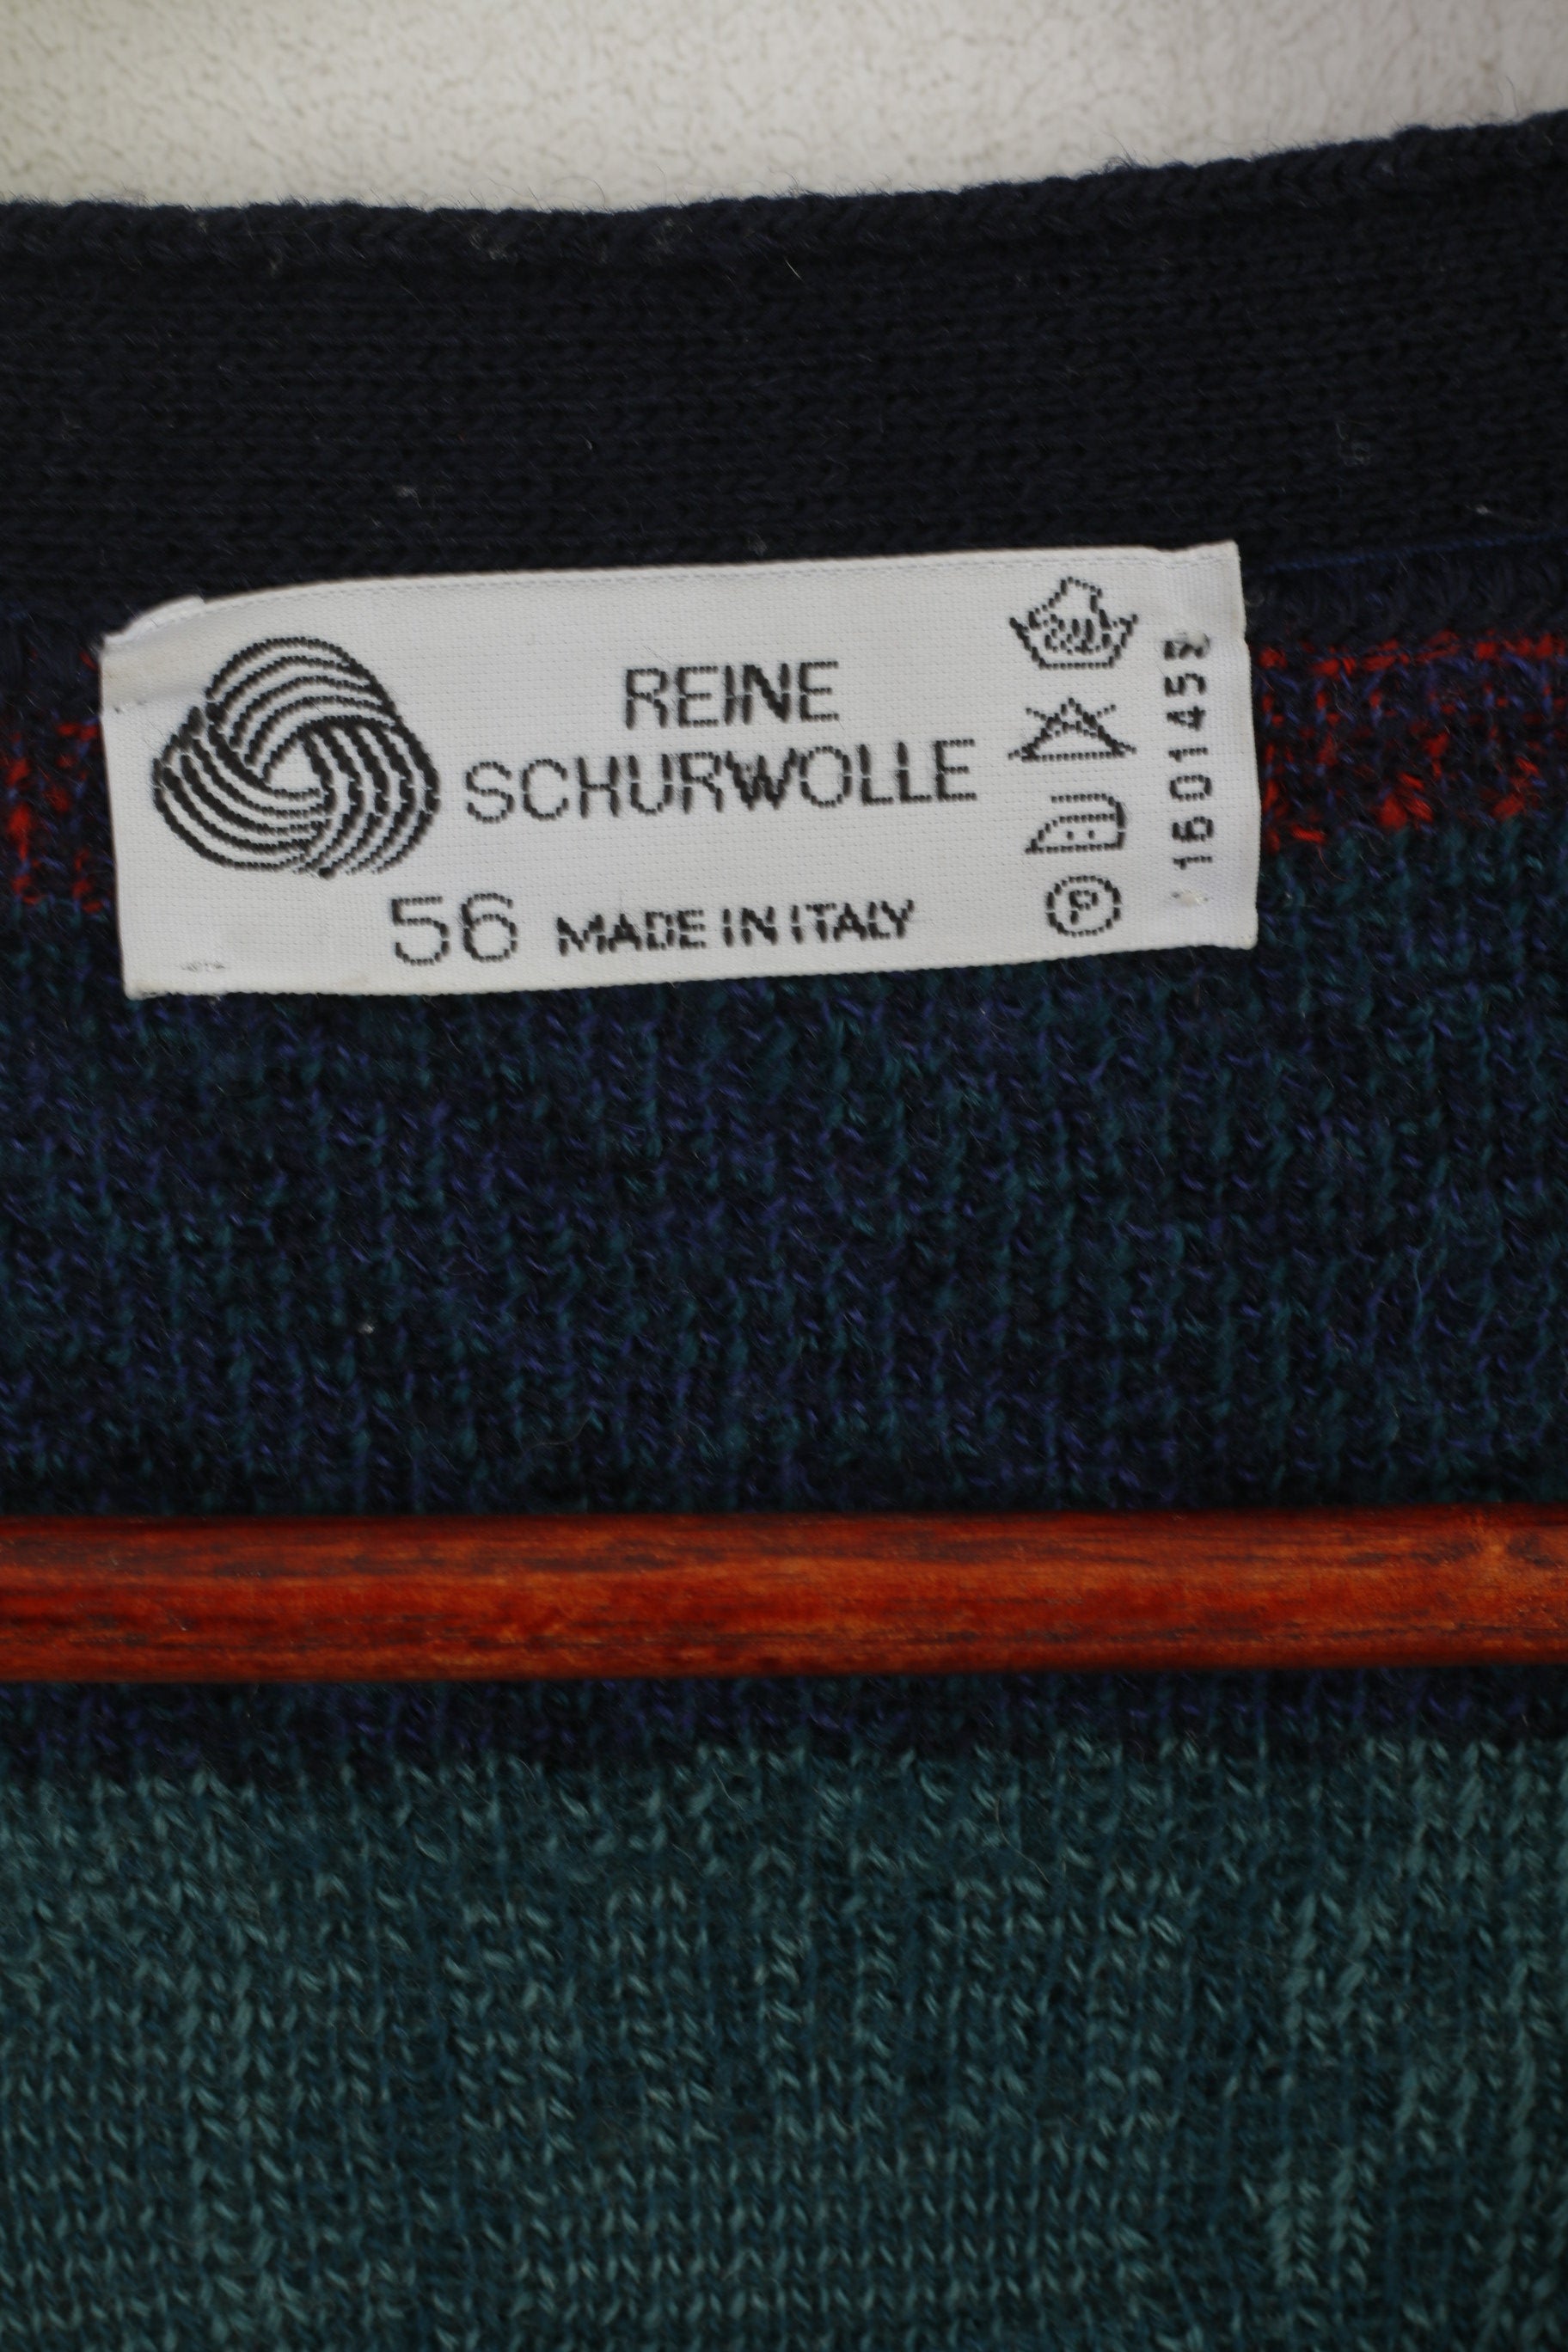 REINE
SCHURWOLLE
56 MADE IN ITALY
P